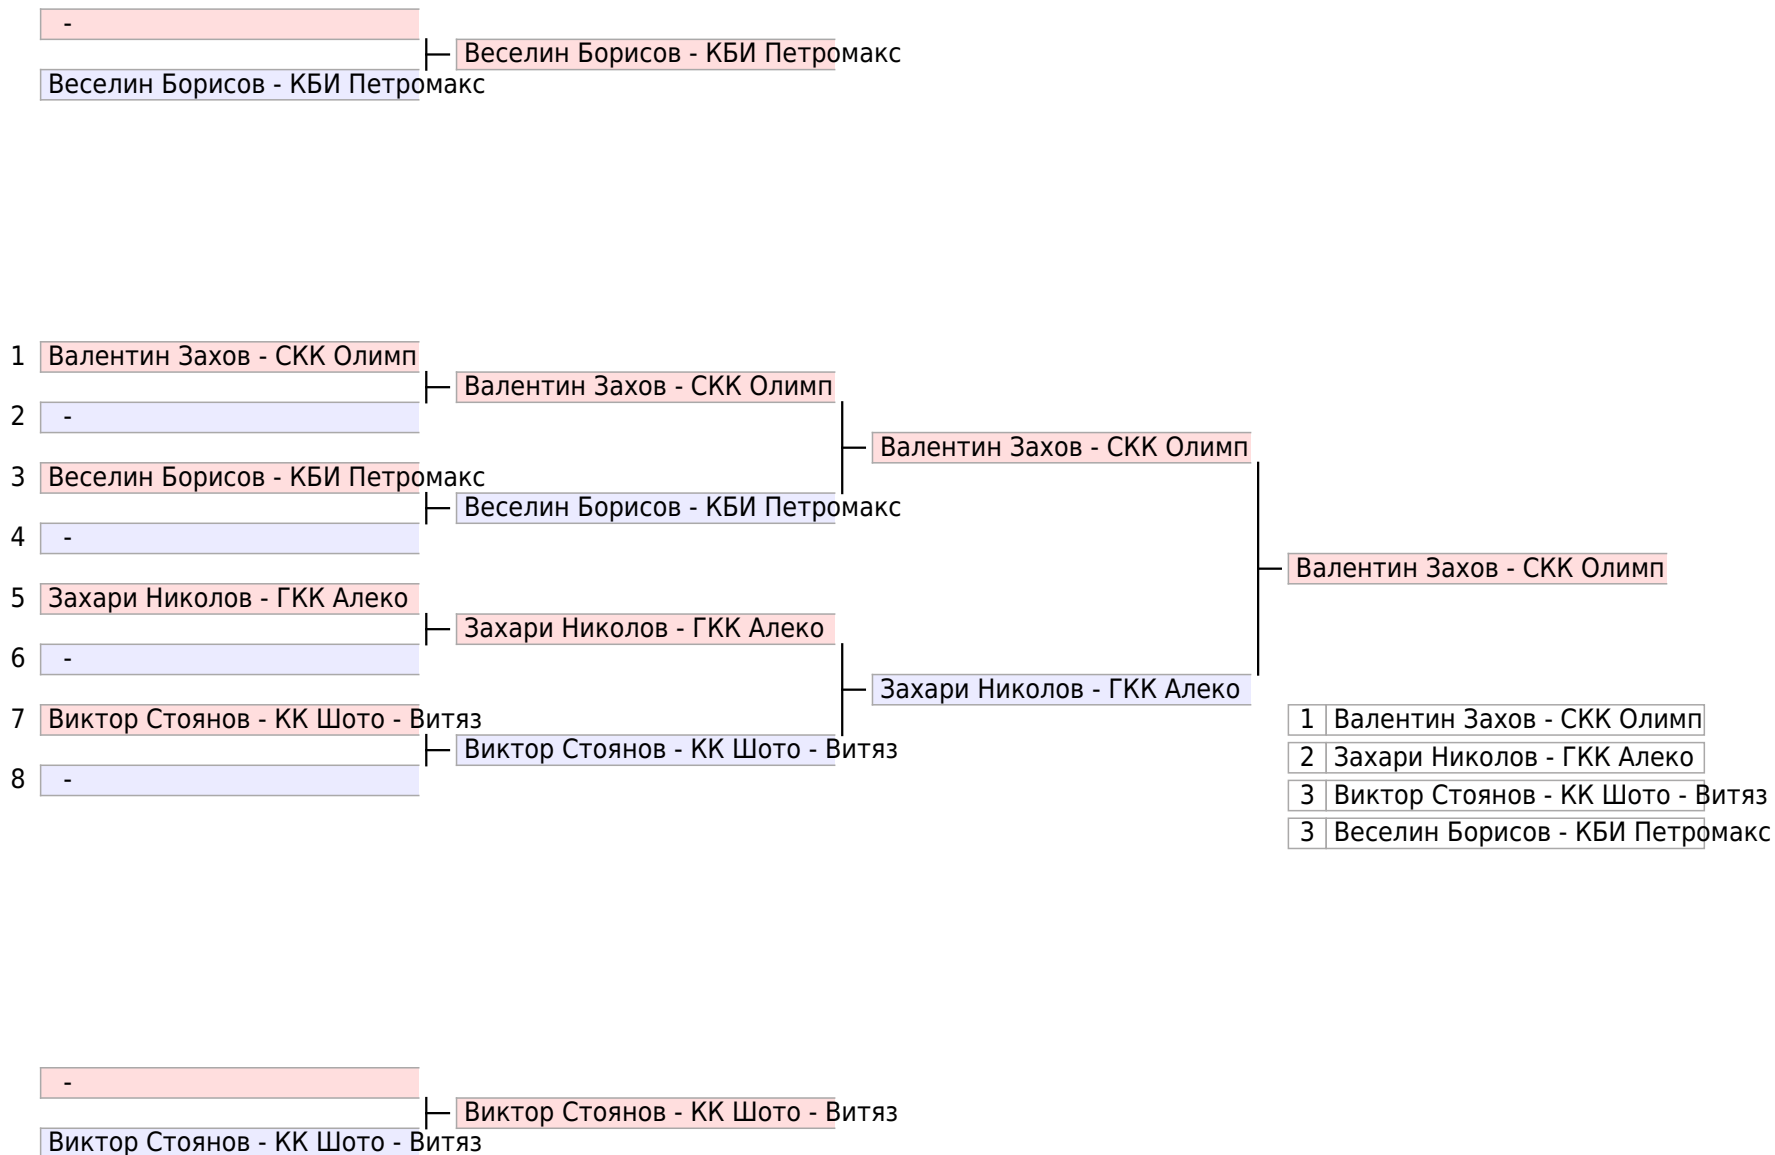 -
Веселин Борисов - КБИ Петромакс
Веселин Борисов - КБИ Петромакс
1 Валентин Захов - СКК Олимп
Валентин Захов - СКК Олимп
2 -
Валентин Захов - СКК Олимп
3 Веселин Борисов - КБИ Петромакс
Веселин Борисов - КБИ Петромакс
4 -
Валентин Захов - СКК Олимп
5 Захари Николов - ГКК Алеко
Захари Николов - ГКК Алеко
6 -
Захари Николов - ГКК Алеко
7 Виктор Стоянов - КК Шото - Витяз
Виктор Стоянов - КК Шото - Витяз
8 -
1 Валентин Захов - СКК Олимп
2 Захари Николов - ГКК Алеко
3 Виктор Стоянов - КК Шото - Витяз
3 Веселин Борисов - КБИ Петромакс
-
Виктор Стоянов - КК Шото - Витяз
Виктор Стоянов - КК Шото - Витяз